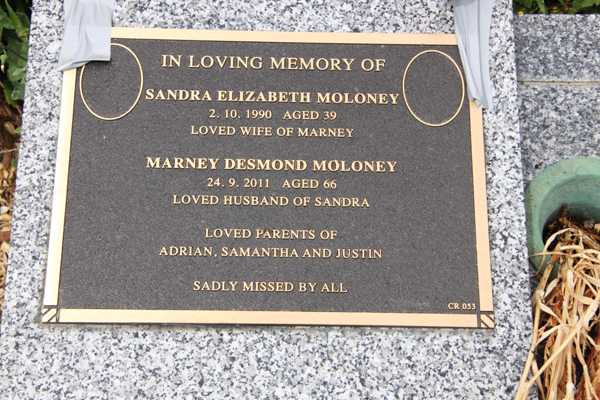 IN LOVING MEMORY OF
SANDRA ELIZABETH MOLONEY
2. 10. 1990 AGED 39
LOVED WIFE OF MARNEY
MARNEY DESMOND MOLONEY
24. 9. 2011 AGED 66
LOVED HUSBAND OF SANDRA
LOVED PARENTS OF
ADRIAN, SAMANTHA AND JUSTIN
SADLY MISSED BY ALL
CR 053